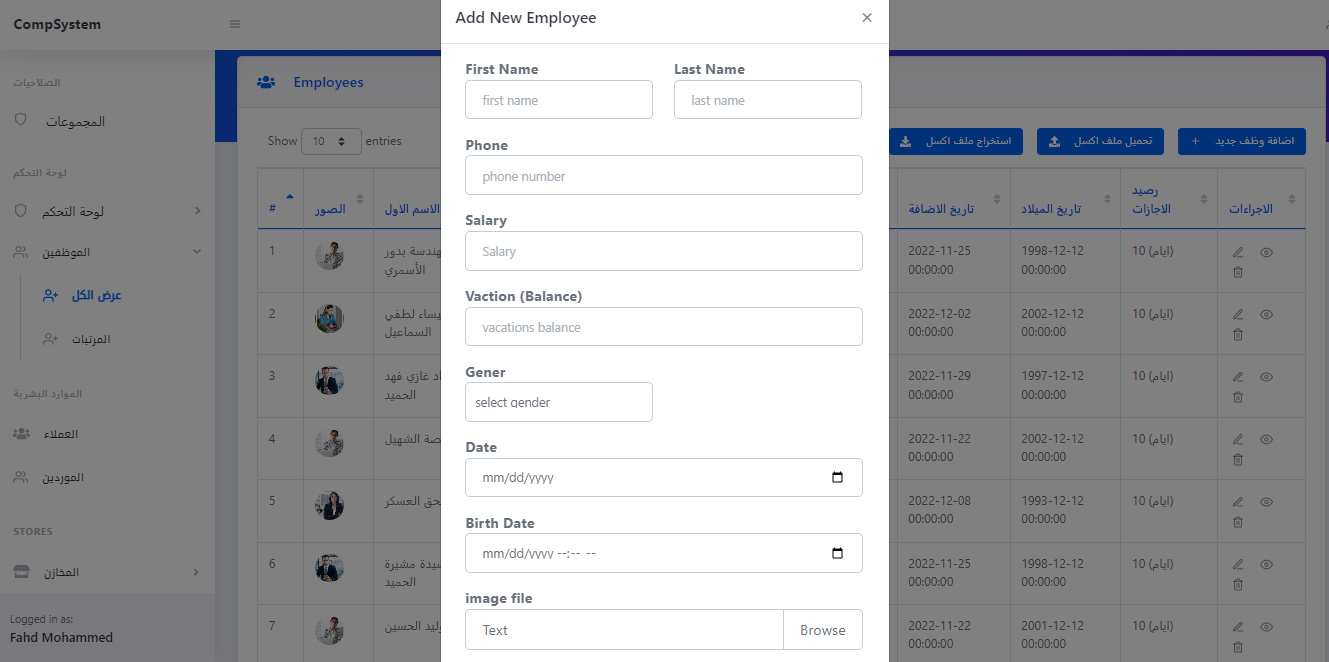 CompSystem
Add New Employee
الصلاحيات
المجموعات
لوحة التحكم
لوحة التحكم
الموظفين
عرض الكل
المرتبات
الموارد البشرية
العملاء
الموردين
STORES
المخازن
Logged in as:
Fahd Mohammed
Employees
Show 10 entries
استخراج ملف اكسل
تحميل ملف اكسل
اضافة وظف جديد
# الصور الاسم الاول تاريخ الاضافة تاريخ الميلاد رصيد الاجازات الاجراءات
1 بدور الأسمري 2022-11-25 00:00:00 1998-12-12 00:00:00 10 (ايام)
2 لطفي السماعيل 2022-12-02 00:00:00 2002-12-12 00:00:00 10 (ايام)
3 غازي فهد الحميد 2022-11-29 00:00:00 1997-12-12 00:00:00 10 (ايام)
4 الشهيل 2022-11-22 00:00:00 2002-12-12 00:00:00 10 (ايام)
5 العسكر 2022-12-08 00:00:00 1993-12-12 00:00:00 10 (ايام)
6 مشيرة الحميد 2022-11-25 00:00:00 1998-12-12 00:00:00 10 (ايام)
7 الحسين 2022-11-22 00:00:00 2001-12-12 00:00:00 10 (ايام)
First Name
first name
Last Name
last name
Phone
phone number
Salary
Salary
Vaction (Balance)
vacations balance
Gener
select gender
Date
mm/dd/yyyy
Birth Date
mm/dd/yyyy --:-- --
image file
Text
Browse